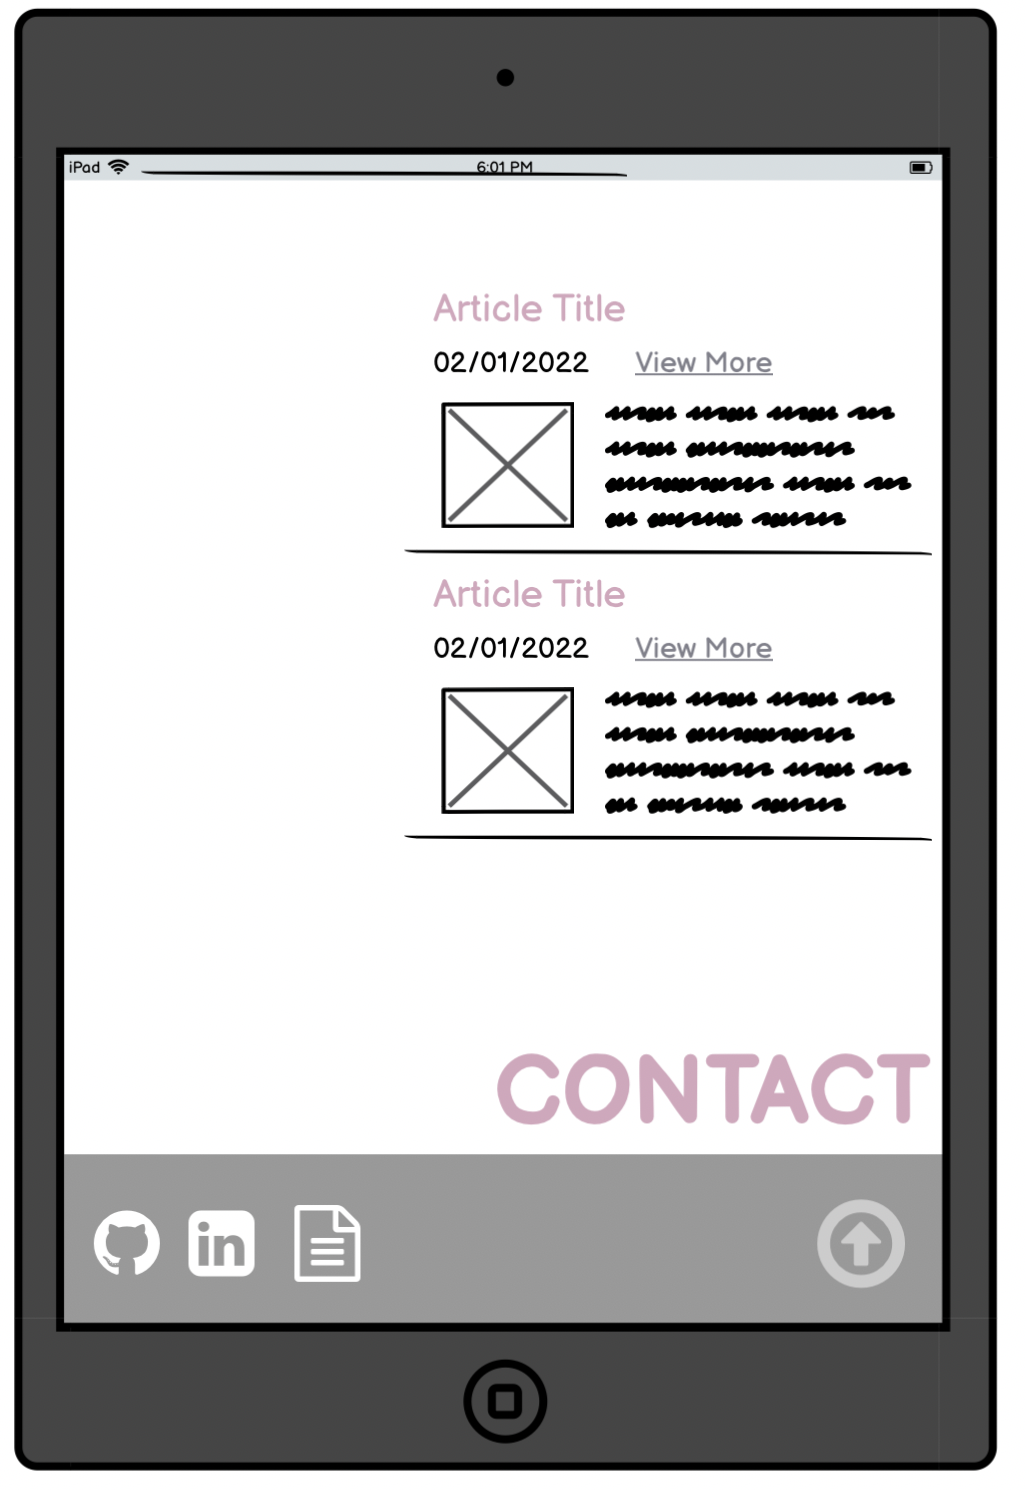 iPad 6:01 PM
Article Title
02/01/2022 View More
Article Title
02/01/2022 View More
CONTACT
in